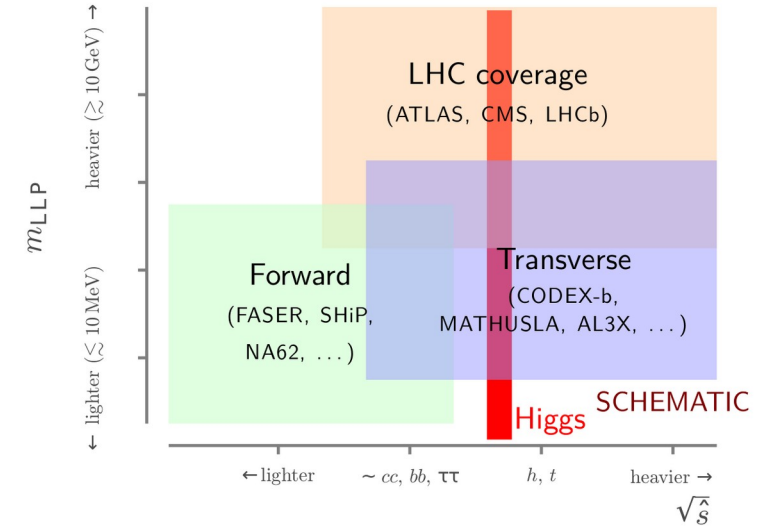 LHC coverage
(ATLAS, CMS, LHCb)
Forward
(FASER, SHiP,
NA62, ...)
Transverse
(CODEX-b,
MATHUSLA, AL3X, ...)
SCHEMATIC
Higgs
m_LLP
heavier (≳ 10 GeV) →
← lighter (≲ 10 MeV)
← lighter
~ cc, bb, ττ
h, t
heavier →
√ŝ